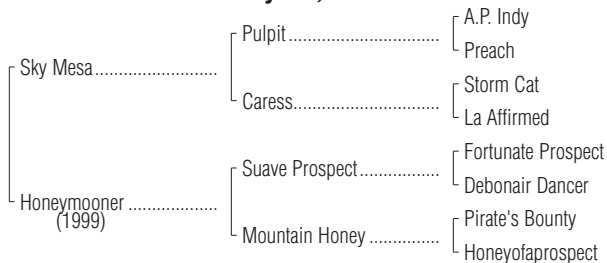 A.P. Indy
Pulpit
Preach
Sky Mesa
Storm Cat
Caress
La Affirmed
Fortunate Prospect
Suave Prospect
Debonair Dancer
Honeymooner
(1999)
Pirate's Bounty
Mountain Honey
Honeyofaprospect